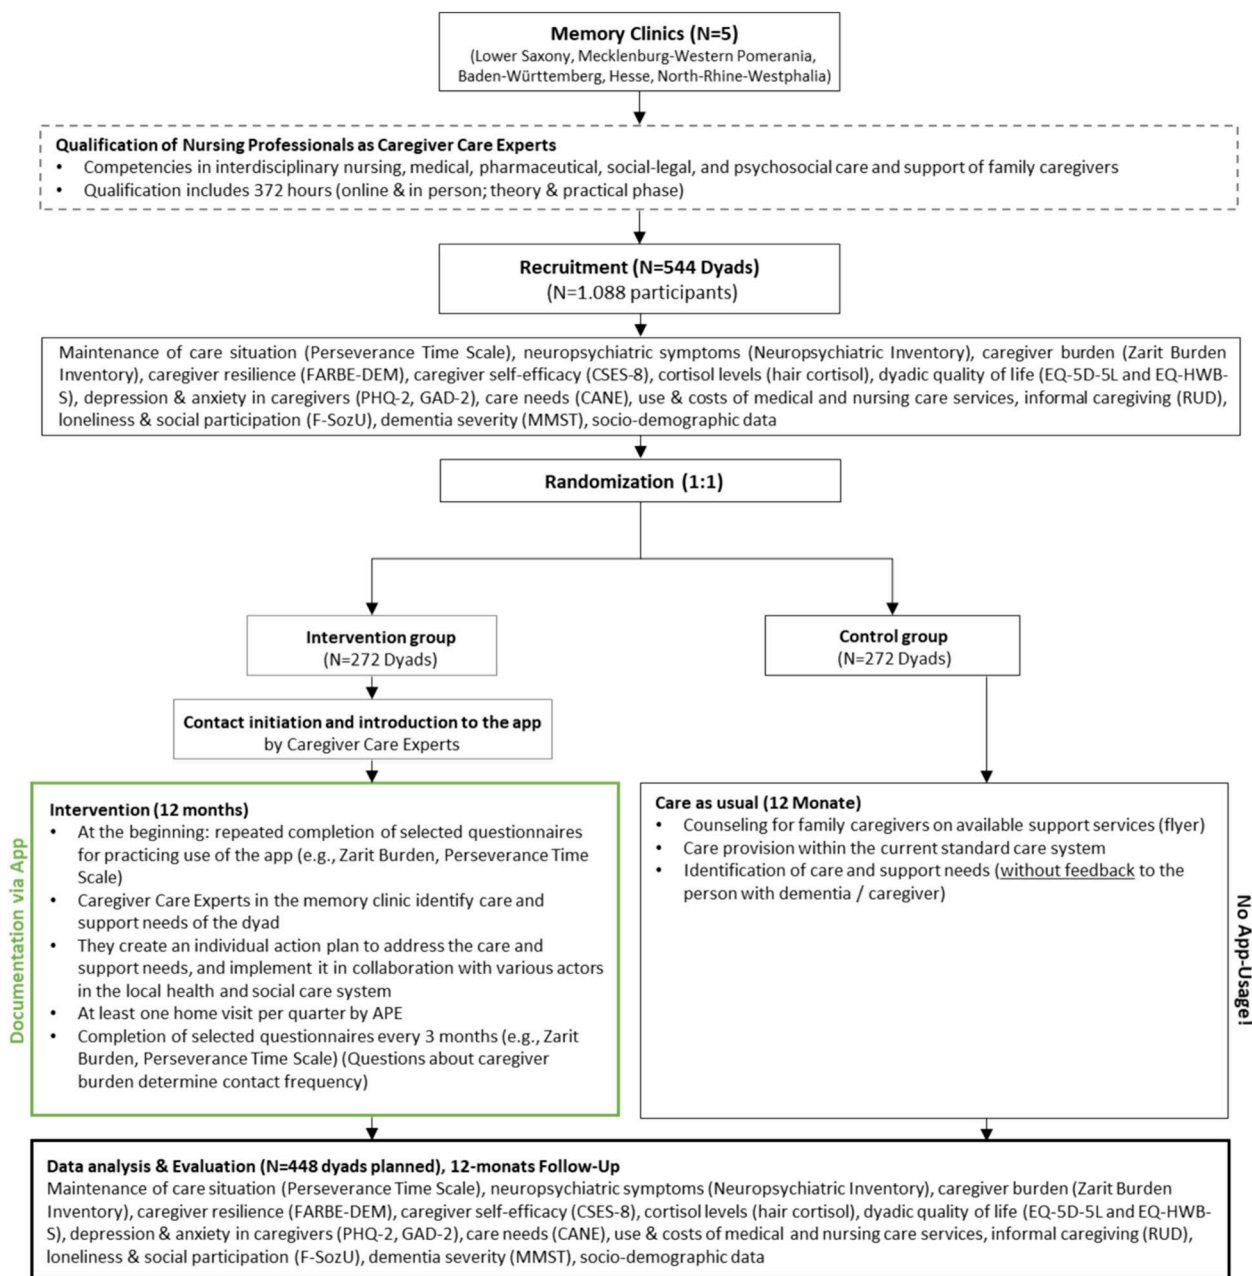 Memory Clinics (N=5)
(Lower Saxony, Mecklenburg-Western Pomerania,
Baden-Württemberg, Hesse, North-Rhine-Westphalia)
Qualification of Nursing Professionals as Caregiver Care Experts
• Competencies in interdisciplinary nursing, medical, pharmaceutical, social-legal, and psychosocial care and support of family caregivers
• Qualification includes 372 hours (online & in person; theory & practical phase)
Recruitment (N=544 Dyads)
(N=1.088 participants)
Maintenance of care situation (Perseverance Time Scale), neuropsychiatric symptoms (Neuropsychiatric Inventory), caregiver burden (Zarit Burden
Inventory), caregiver resilience (FARBE-DEM), caregiver self-efficacy (CSES-8), cortisol levels (hair cortisol), dyadic quality of life (EQ-5D-5L and EQ-HWB-
S), depression & anxiety in caregivers (PHQ-2, GAD-2), care needs (CANE), use & costs of medical and nursing care services, informal caregiving (RUD),
loneliness & social participation (F-SozU), dementia severity (MMST), socio-demographic data
Randomization (1:1)
Intervention group
(N=272 Dyads)
Control group
(N=272 Dyads)
Contact initiation and introduction to the app
by Caregiver Care Experts
Documentation via App
Intervention (12 months)
• At the beginning: repeated completion of selected questionnaires
for practicing use of the app (e.g., Zarit Burden, Perseverance Time
Scale)
• Caregiver Care Experts in the memory clinic identify care and
support needs of the dyad
• They create an individual action plan to address the care and
support needs, and implement it in collaboration with various actors
in the local health and social care system
• At least one home visit per quarter by APE
• Completion of selected questionnaires every 3 months (e.g., Zarit
Burden, Perseverance Time Scale) (Questions about caregiver
burden determine contact frequency)
Care as usual (12 Monate)
• Counseling for family caregivers on available support services (flyer)
• Care provision within the current standard care system
• Identification of care and support needs (without feedback to the
person with dementia / caregiver)
No App-Usage!
Data analysis & Evaluation (N=448 dyads planned), 12-monats Follow-Up
Maintenance of care situation (Perseverance Time Scale), neuropsychiatric symptoms (Neuropsychiatric Inventory), caregiver burden (Zarit Burden
Inventory), caregiver resilience (FARBE-DEM), caregiver self-efficacy (CSES-8), cortisol levels (hair cortisol), dyadic quality of life (EQ-5D-5L and EQ-HWB-
S), depression & anxiety in caregivers (PHQ-2, GAD-2), care needs (CANE), use & costs of medical and nursing care services, informal caregiving (RUD),
loneliness & social participation (F-SozU), dementia severity (MMST), socio-demographic data